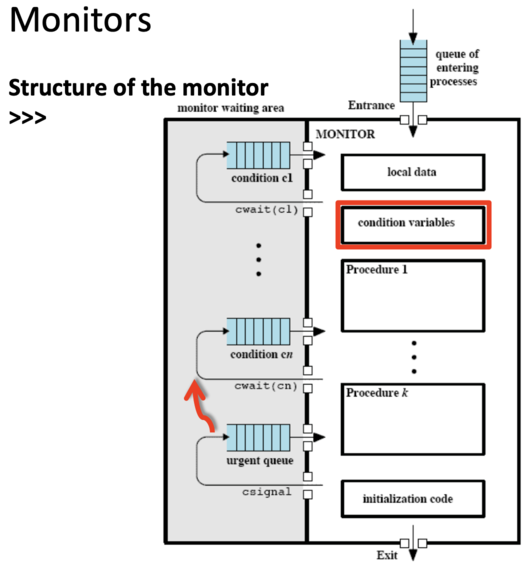 Monitors
Structure of the monitor
>>>
queue of
entering
processes
Entrance
monitor waiting area
MONITOR
condition c1
local data
cwait(c1)
condition variables
Procedure 1
condition cn
cwait(cn)
Procedure k
urgent queue
csignal
initialization code
Exit